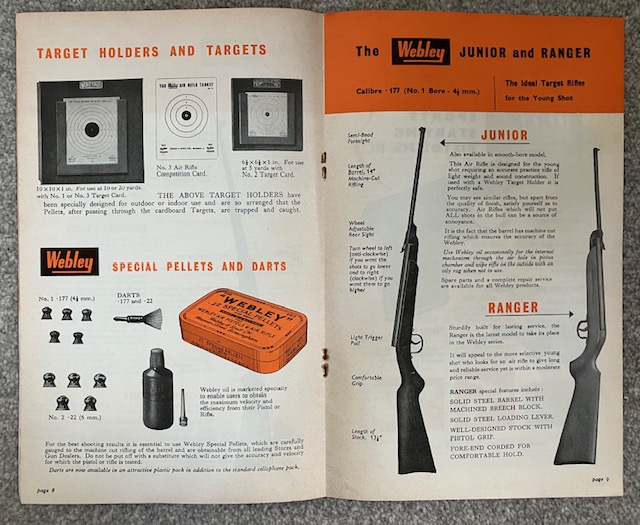 TARGET HOLDERS AND TARGETS
No. 3 Air Rifle
Competition Card.
6½ × 6½ × 3 in. For use
at 5 yards with
No. 2 Target Card.
10 × 10 × 1 in. For use at 10 or 20 yards.
with No. 1 or No. 3 Target Card.
THE ABOVE TARGET HOLDERS have
been specially designed for outdoor or indoor use and are so arranged that the
Pellets, after passing through the cardboard Targets, are trapped and caught.
Webley
SPECIAL PELLETS AND DARTS
No. 1 ·177 (4½ mm.)
DARTS
·177 and ·22
"WEBLEY"
·22 SPECIAL PELLETS
No. 2 ·22 (6 mm.)
Webley oil is marketed specially
to enable users to obtain
the maximum velocity and
efficiency from their Pistol or
Rifle.
For the best shooting results it is essential to use Webley Special Pellets, which are carefully
gauged to the machine cut rifling of the barrel and are obtainable from all leading Stores and
Gun Dealers. Do not be put off with a substitute which will not give the accuracy and velocity
for which the pistol or rifle is tested.
Darts are now available in an attractive plastic pack in addition to the standard cellophane pack.
page 8
The Webley JUNIOR and RANGER
Calibre ·177 (No. 1 Bore - 4½ mm.)
The Ideal Target Rifles
for the Young Shot
Semi-Bead
Foresight
Length of
Barrel, 14"
Machine-Cut
Rifling
Wheel
Adjustable
Rear Sight
Turn wheel to left
(anti-clockwise)
if you want the
shots to go lower
and to right
(clockwise) if you
want them to go
higher
Light Trigger
Pull
Comfortable
Grip
Length of
Stock, 13¼"
JUNIOR
Also available in smooth-bore model.
This Air Rifle is designed for the young
shot requiring an accurate practice rifle of
light weight and sound construction. If
used with a Webley Target Holder it is
perfectly safe.
You may see similar rifles, but apart from
the quality of finish, satisfy yourself as to
accuracy. Air Rifles which will not put
ALL shots in the bull can be a source of
annoyance.
It is the fact that the barrel has machine cut
rifling which ensures the accuracy of the
Webley.
Use Webley oil occasionally for the internal
mechanism through the air hole in piston
chamber and wipe rifle on the outside with an
oily rag when not in use.
Spare parts and a complete repair service
are available for all Webley products.
RANGER
Sturdily built for lasting service, the
Ranger is the latest model to take its place
in the Webley series.
It will appeal to the more selective young
shot who looks for an air rifle to give long
and reliable service yet is within a moderate
price range.
RANGER special features include :
SOLID STEEL BARREL WITH
MACHINED BREECH BLOCK.
SOLID STEEL LOADING LEVER.
WELL-DESIGNED STOCK WITH
PISTOL GRIP.
FORE-END CORDED FOR
COMFORTABLE HOLD.
page 9